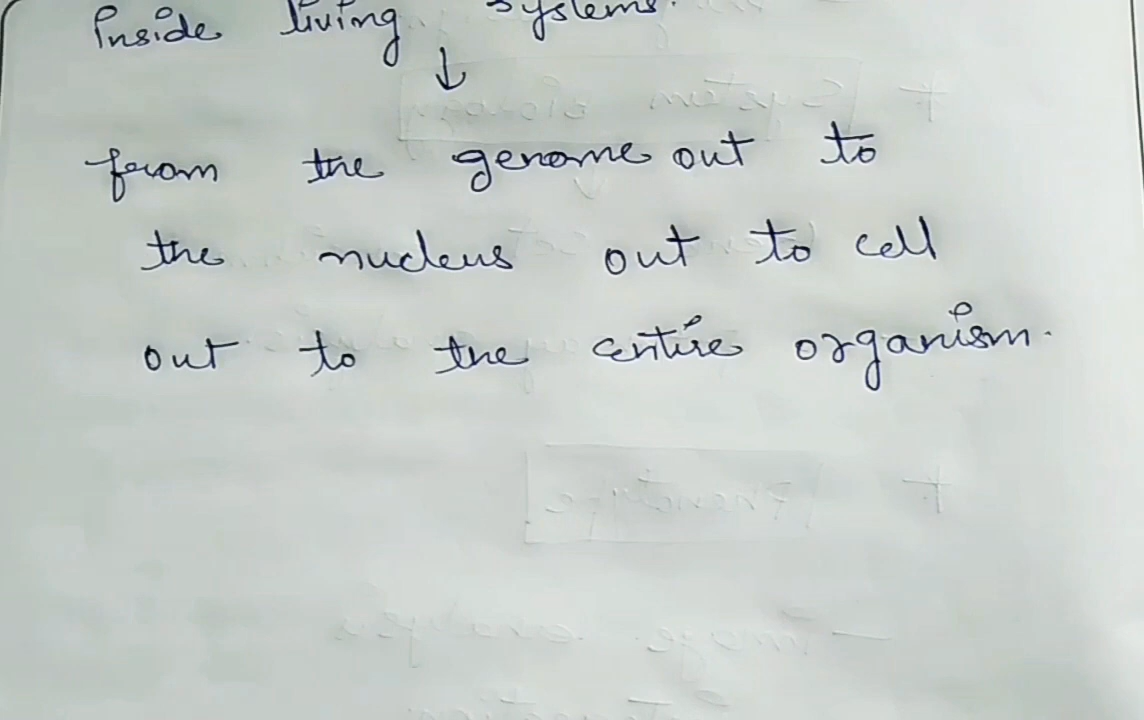 Inside living systems.
↓
from the genome out to
the nucleus out to cell
out to the entire organism.